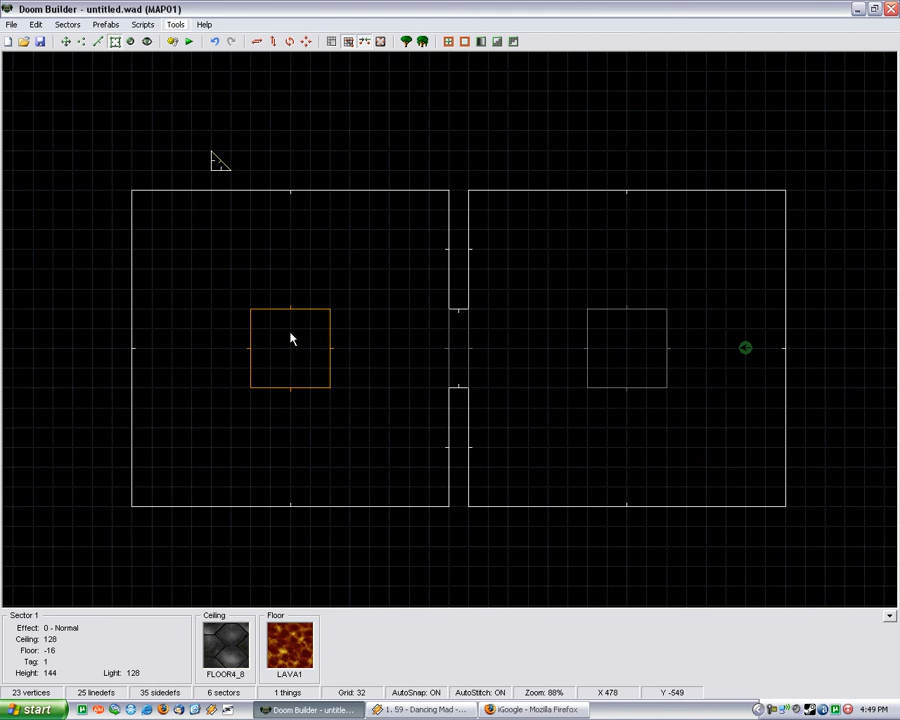 Doom Builder - untitled.wad (MAP01)
File Edit Sectors Prefabs Scripts Tools Help
Sector 1
Effect: 0 - Normal
Ceiling: 128
Floor: -16
Tag: 1
Height: 144 Light: 128
Ceiling
FLOOR4_8
Floor
LAVA1
23 vertices 25 linedefs 35 sidedefs 6 sectors 1 things Grid: 32 AutoSnap: ON AutoStitch: ON Zoom: 88% X 478 Y -549
start Doom Builder - untitle... 1. 59 - Dancing Mad -... iGoogle - Mozilla Firefox 4:49 PM